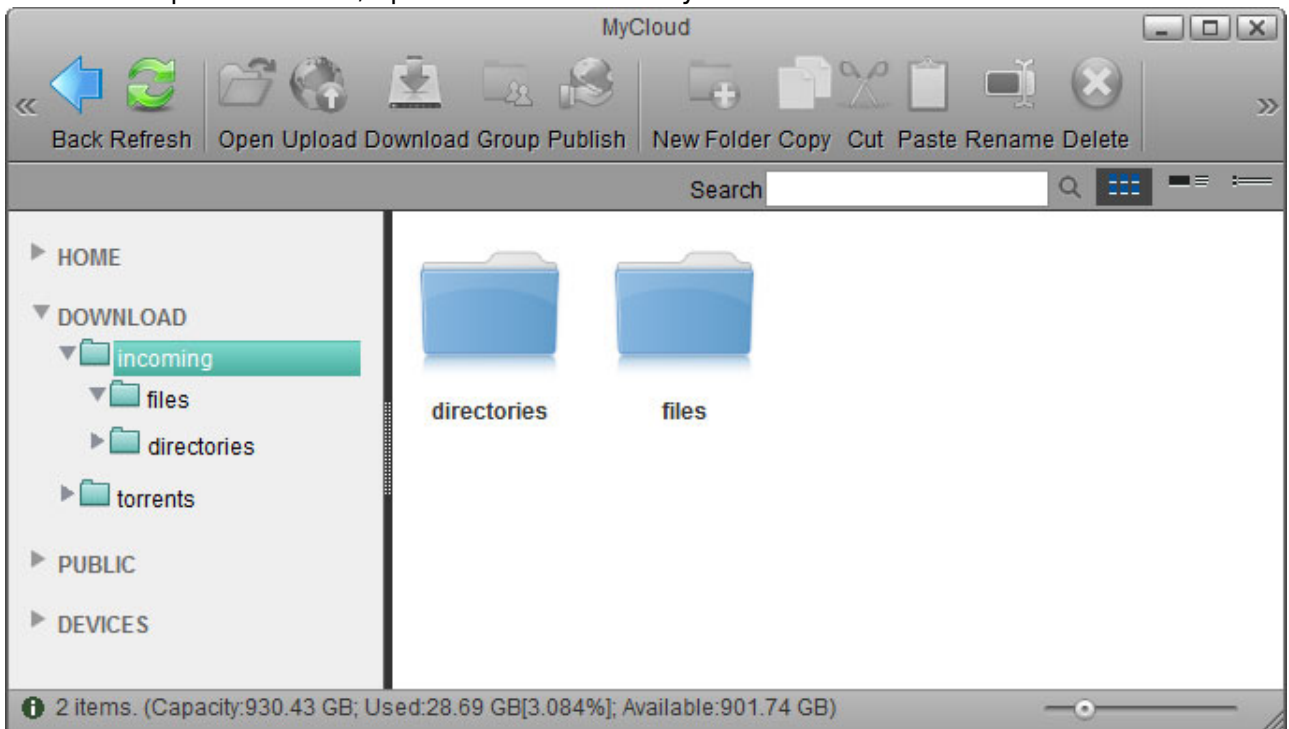 MyCloud
Back Refresh Open Upload Download Group Publish New Folder Copy Cut Paste Rename Delete
Search
HOME
DOWNLOAD
incoming
files
directories
torrents
PUBLIC
DEVICES
directories files
2 items. (Capacity:930.43 GB; Used:28.69 GB[3.084%]; Available:901.74 GB)